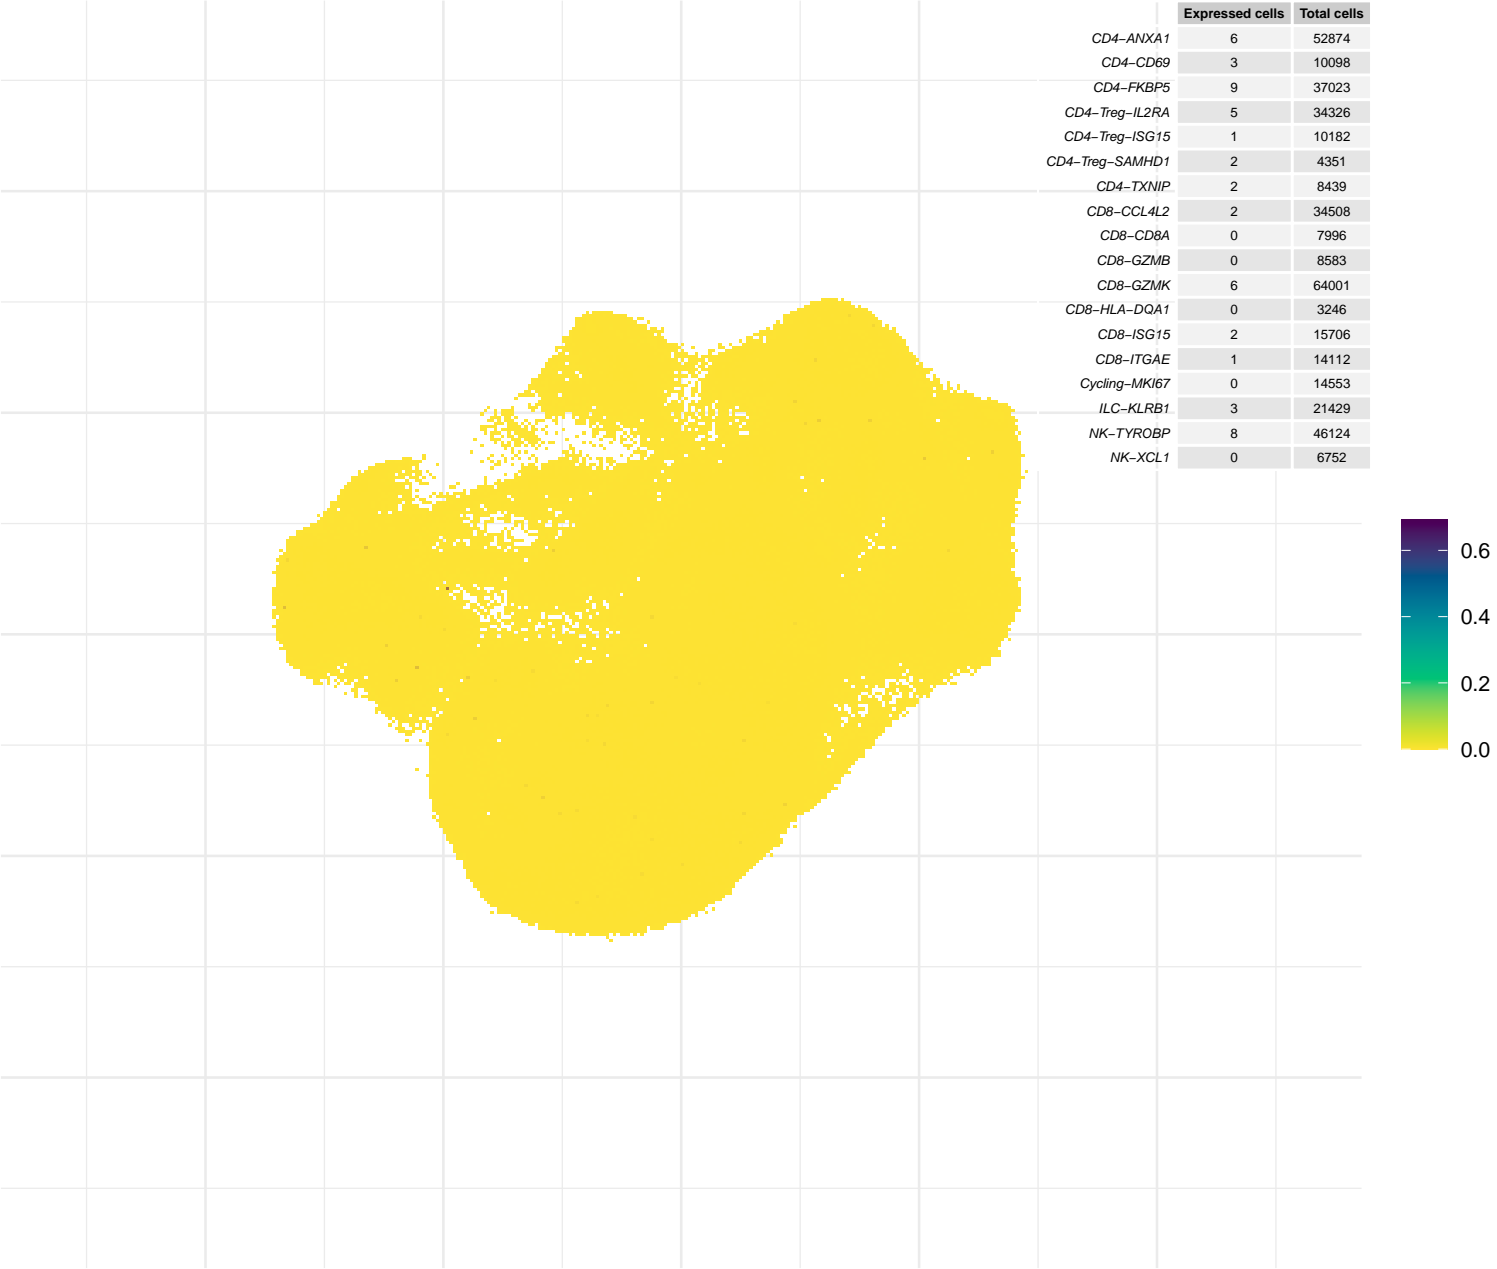 Expressed cells Total cells
CD4−ANXA1 6 52874
CD4−CD69 3 10098
CD4−FKBP5 9 37023
CD4−Treg−IL2RA 5 34326
CD4−Treg−ISG15 1 10182
CD4−Treg−SAMHD1 2 4351
CD4−TXNIP 2 8439
CD8−CCL4L2 2 34508
CD8−CD8A 0 7996
CD8−GZMB 0 8583
CD8−GZMK 6 64001
CD8−HLA−DQA1 0 3246
CD8−ISG15 2 15706
CD8−ITGAE 1 14112
Cycling−MKI67 0 14553
ILC−KLRB1 3 21429
NK−TYROBP 8 46124
NK−XCL1 0 6752
0.6
0.4
0.2
0.0